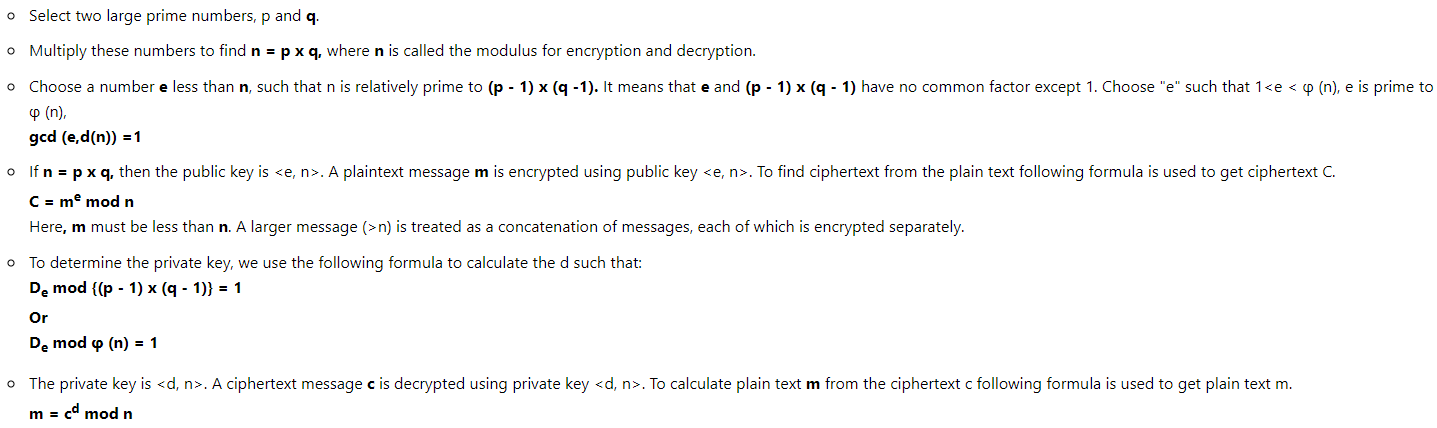 Select two large prime numbers, p and q.
Multiply these numbers to find n = p x q, where n is called the modulus for encryption and decryption.
Choose a number e less than n, such that n is relatively prime to (p - 1) x (q -1). It means that e and (p - 1) x (q - 1) have no common factor except 1. Choose "e" such that 1<e < φ (n), e is prime to
φ (n),
gcd (e,d(n)) =1
If n = p x q, then the public key is <e, n>. A plaintext message m is encrypted using public key <e, n>. To find ciphertext from the plain text following formula is used to get ciphertext C.
C = mᵉ mod n
Here, m must be less than n. A larger message (>n) is treated as a concatenation of messages, each of which is encrypted separately.
To determine the private key, we use the following formula to calculate the d such that:
Dₑ mod {(p - 1) x (q - 1)} = 1
Or
Dₑ mod φ (n) = 1
The private key is <d, n>. A ciphertext message c is decrypted using private key <d, n>. To calculate plain text m from the ciphertext c following formula is used to get plain text m.
m = cᵈ mod n